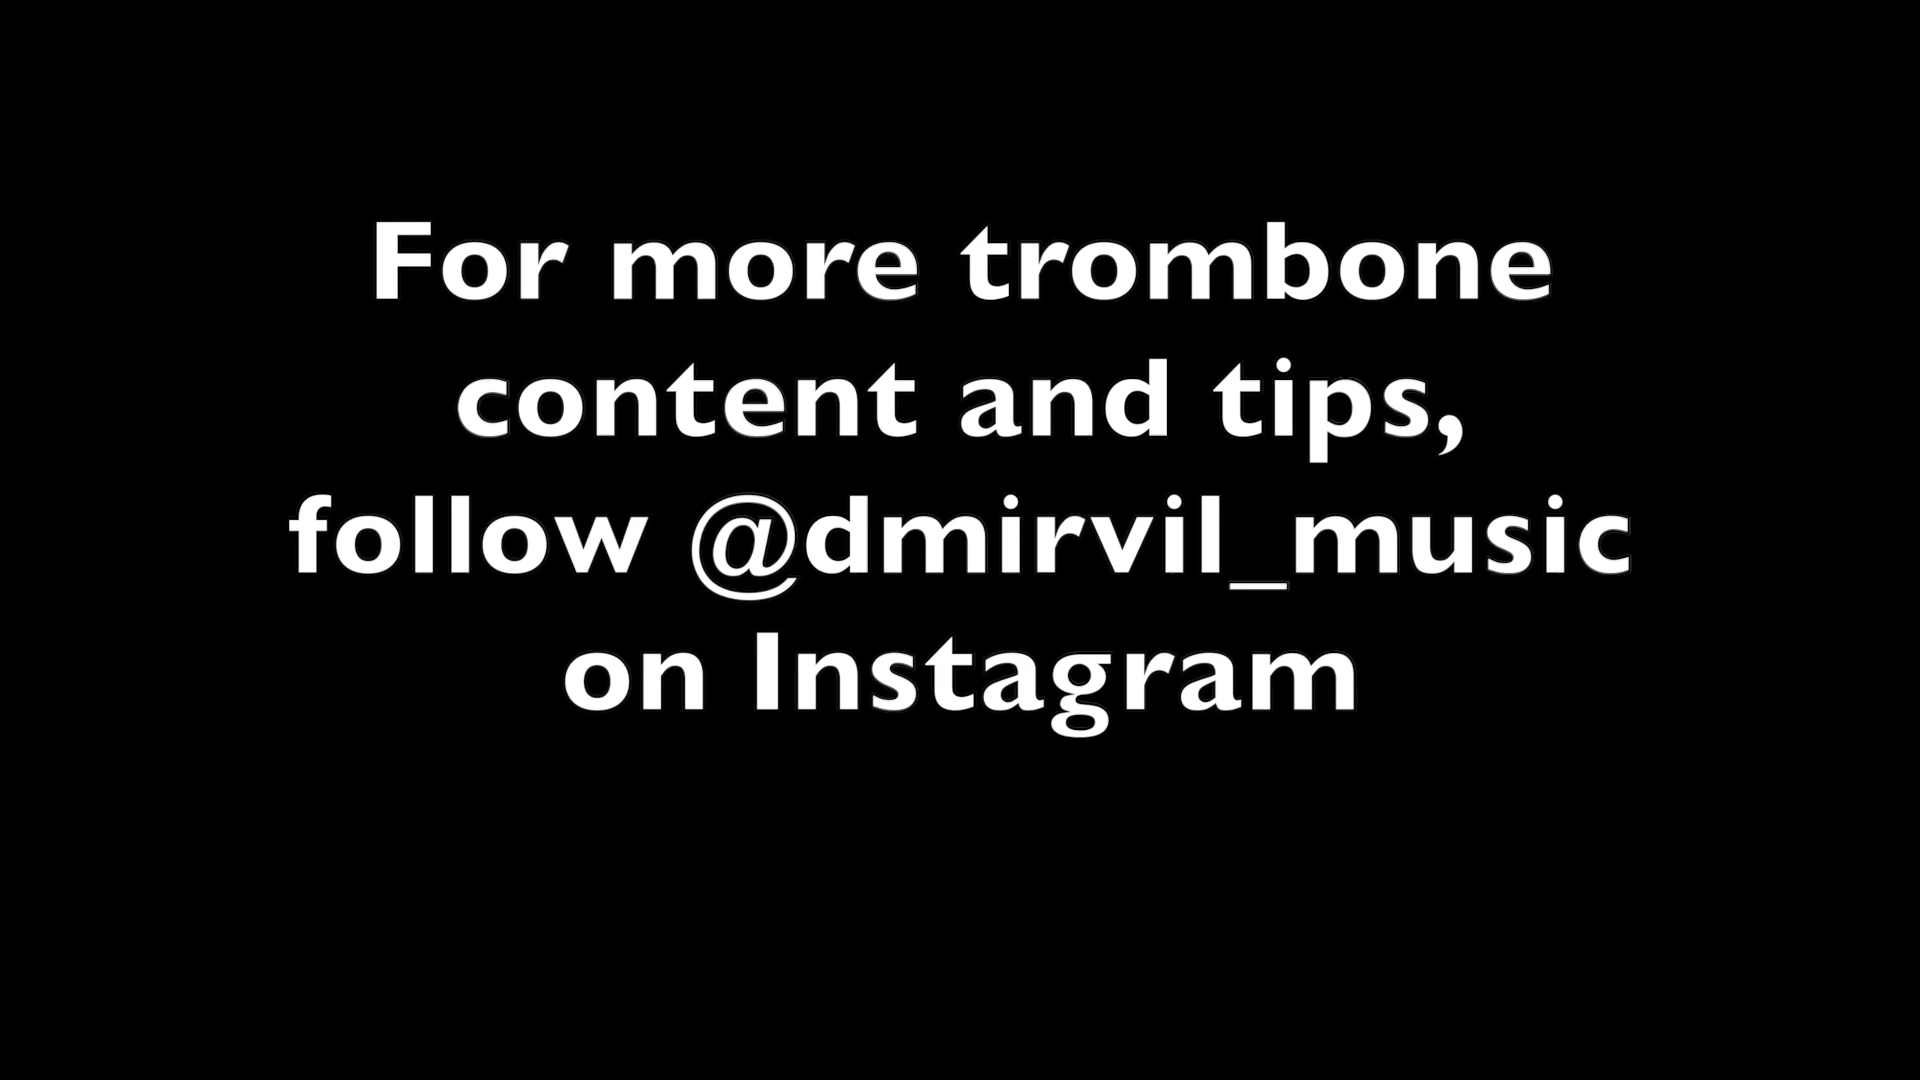 For more trombone
content and tips,
follow @dmirvil_music
on Instagram